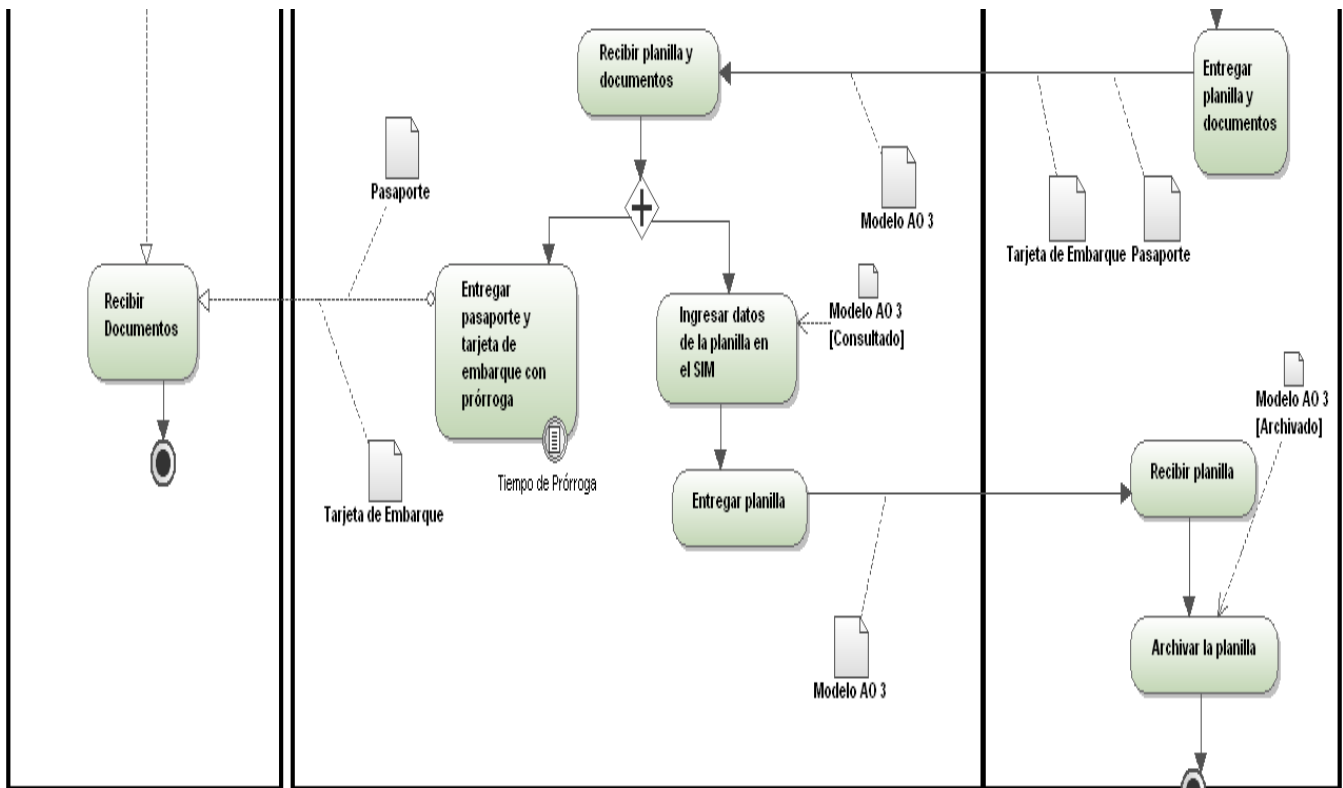 Recibir planilla y
documentos
Entregar
planilla y
documentos
Pasaporte
Modelo AO 3
Tarjeta de Embarque
Pasaporte
Recibir
Documentos
Entregar
pasaporte y
tarjeta de
embarque con
prórroga
Ingresar datos
de la planilla en
el SIM
Modelo AO 3
[Consultado]
Modelo AO 3
[Archivado]
Tiempo de Prórroga
Tarjeta de Embarque
Entregar planilla
Recibir planilla
Archivar la planilla
Modelo AO 3